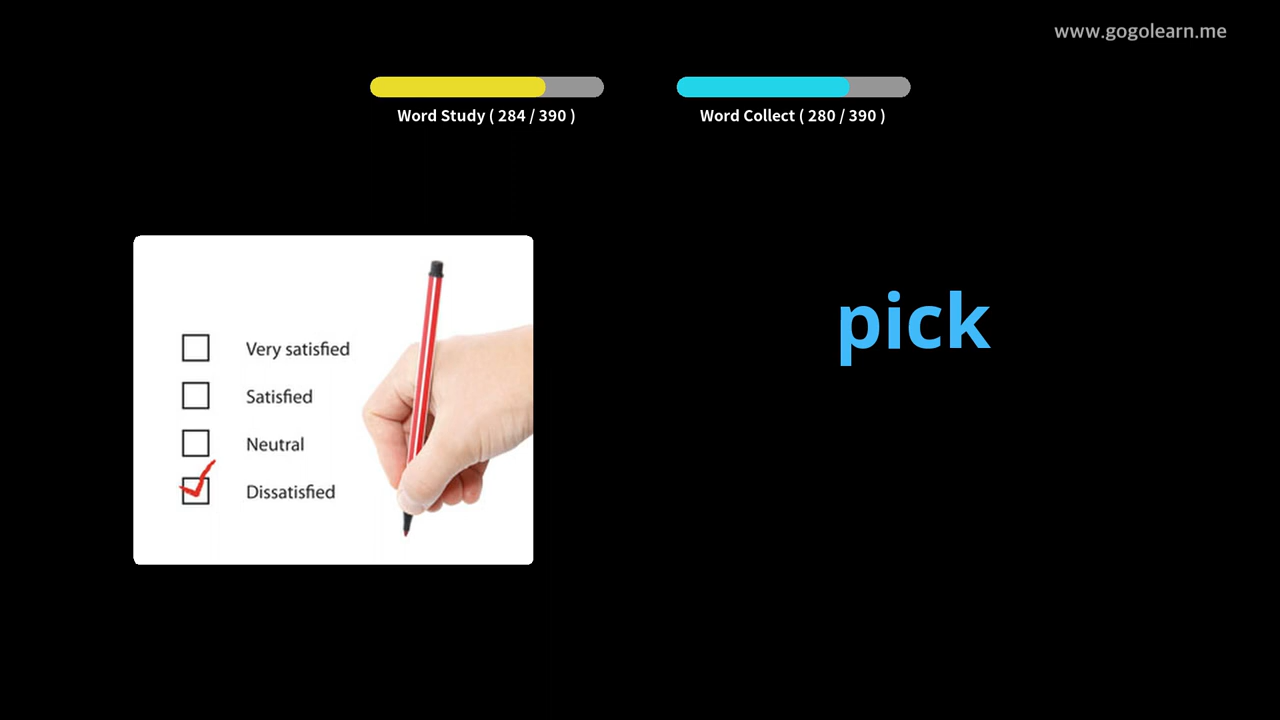 www.gogolearn.me
Word Study ( 284 / 390 )
Word Collect ( 280 / 390 )
pick
Very satisfied
Satisfied
Neutral
Dissatisfied